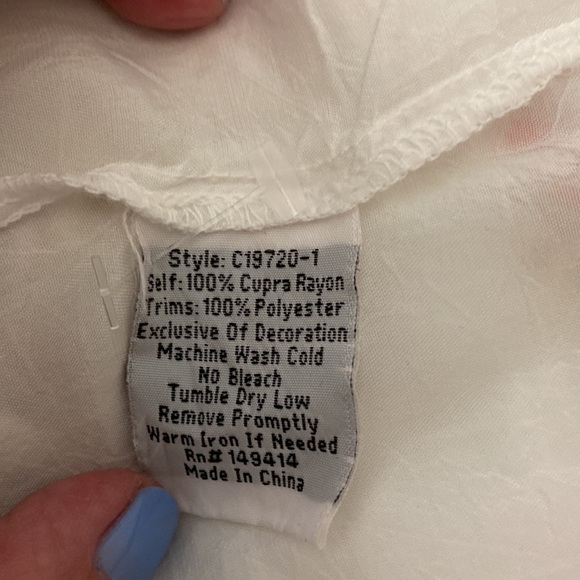 Style: C19720-1
Self: 100% Cupra Rayon
Trims: 100% Polyester
Exclusive Of Decoration
Machine Wash Cold
No Bleach
Tumble Dry Low
Remove Promptly
Warm Iron If Needed
Rn# 149414
Made In China